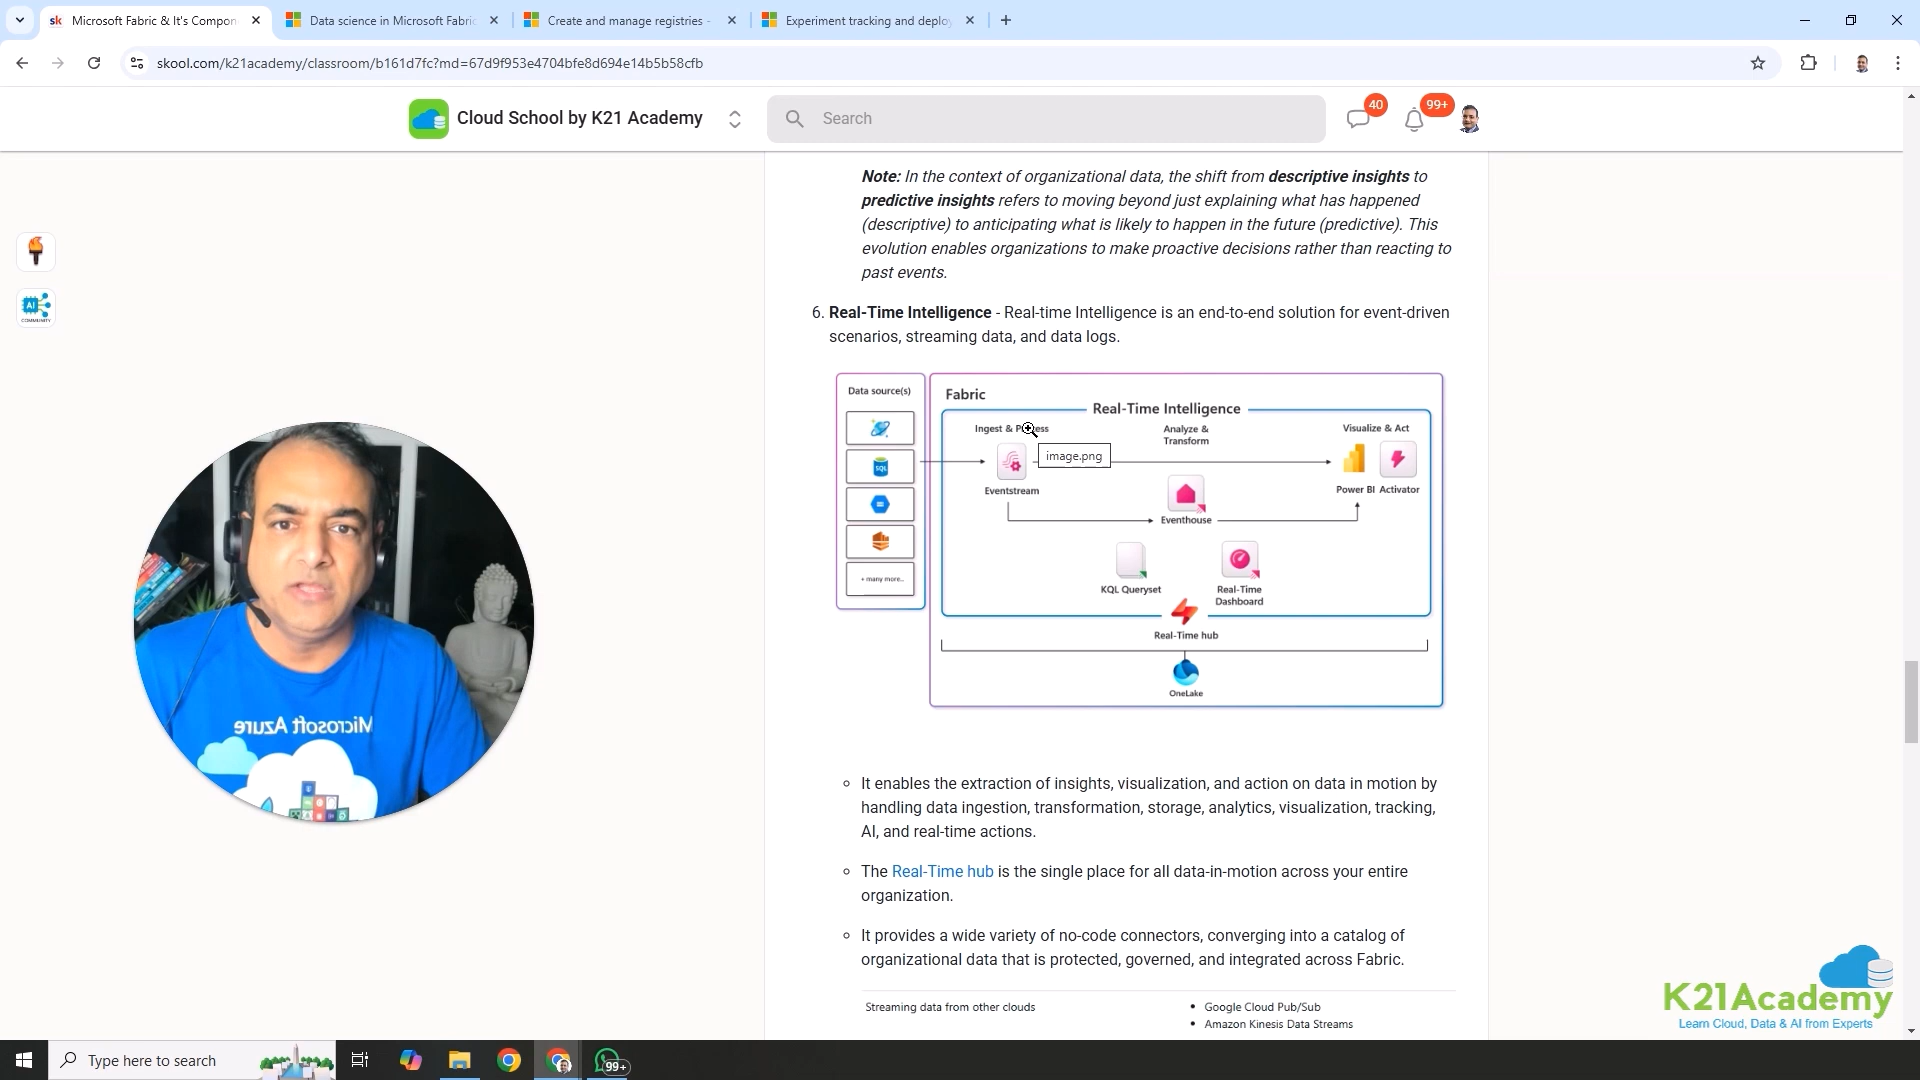 Microsoft Fabric & It's Compon
Data science in Microsoft Fabric
Create and manage registries -
Experiment tracking and deploy
skool.com/k21academy/classroom/b161d7fc?md=67d9f953e4704bfe8d694e14b5b58cfb
Cloud School by K21 Academy
Search
40
99+
Note: In the context of organizational data, the shift from descriptive insights to
predictive insights refers to moving beyond just explaining what has happened
(descriptive) to anticipating what is likely to happen in the future (predictive). This
evolution enables organizations to make proactive decisions rather than reacting to
past events.
6. Real-Time Intelligence - Real-time Intelligence is an end-to-end solution for event-driven
scenarios, streaming data, and data logs.
Data source(s)
SQL
+ many more..
Fabric
Real-Time Intelligence
Ingest & Process
Analyze &
Transform
Visualize & Act
image.png
Eventstream
Power BI Activator
Eventhouse
KQL Queryset
Real-Time
Dashboard
Real-Time hub
OneLake
Microsoft Azure
AI
COMMUNITY
It enables the extraction of insights, visualization, and action on data in motion by
handling data ingestion, transformation, storage, analytics, visualization, tracking,
AI, and real-time actions.
The Real-Time hub is the single place for all data-in-motion across your entire
organization.
It provides a wide variety of no-code connectors, converging into a catalog of
organizational data that is protected, governed, and integrated across Fabric.
Streaming data from other clouds
• Google Cloud Pub/Sub
• Amazon Kinesis Data Streams
K21Academy
Learn Cloud, Data & AI from Experts
Type here to search
99+